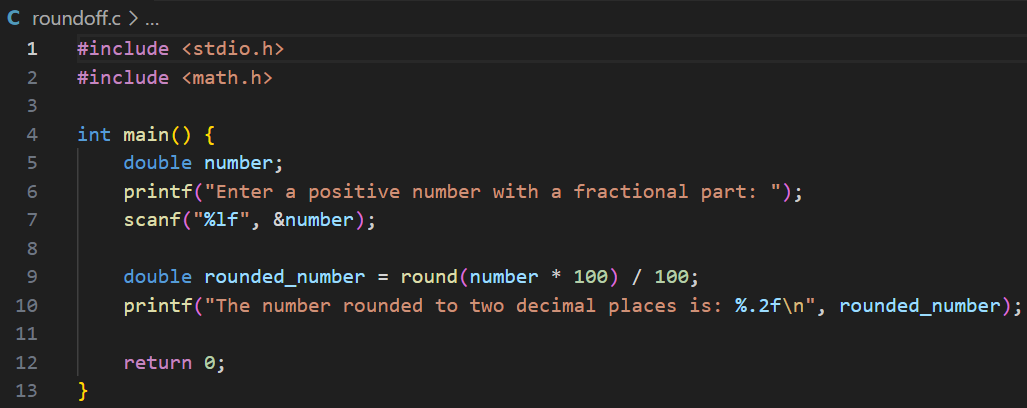 C roundoff.c > ...
1 #include <stdio.h>
2 #include <math.h>
3
4 int main() {
5     double number;
6     printf("Enter a positive number with a fractional part: ");
7     scanf("%lf", &number);
8
9     double rounded_number = round(number * 100) / 100;
10     printf("The number rounded to two decimal places is: %.2f\n", rounded_number);
11
12     return 0;
13 }